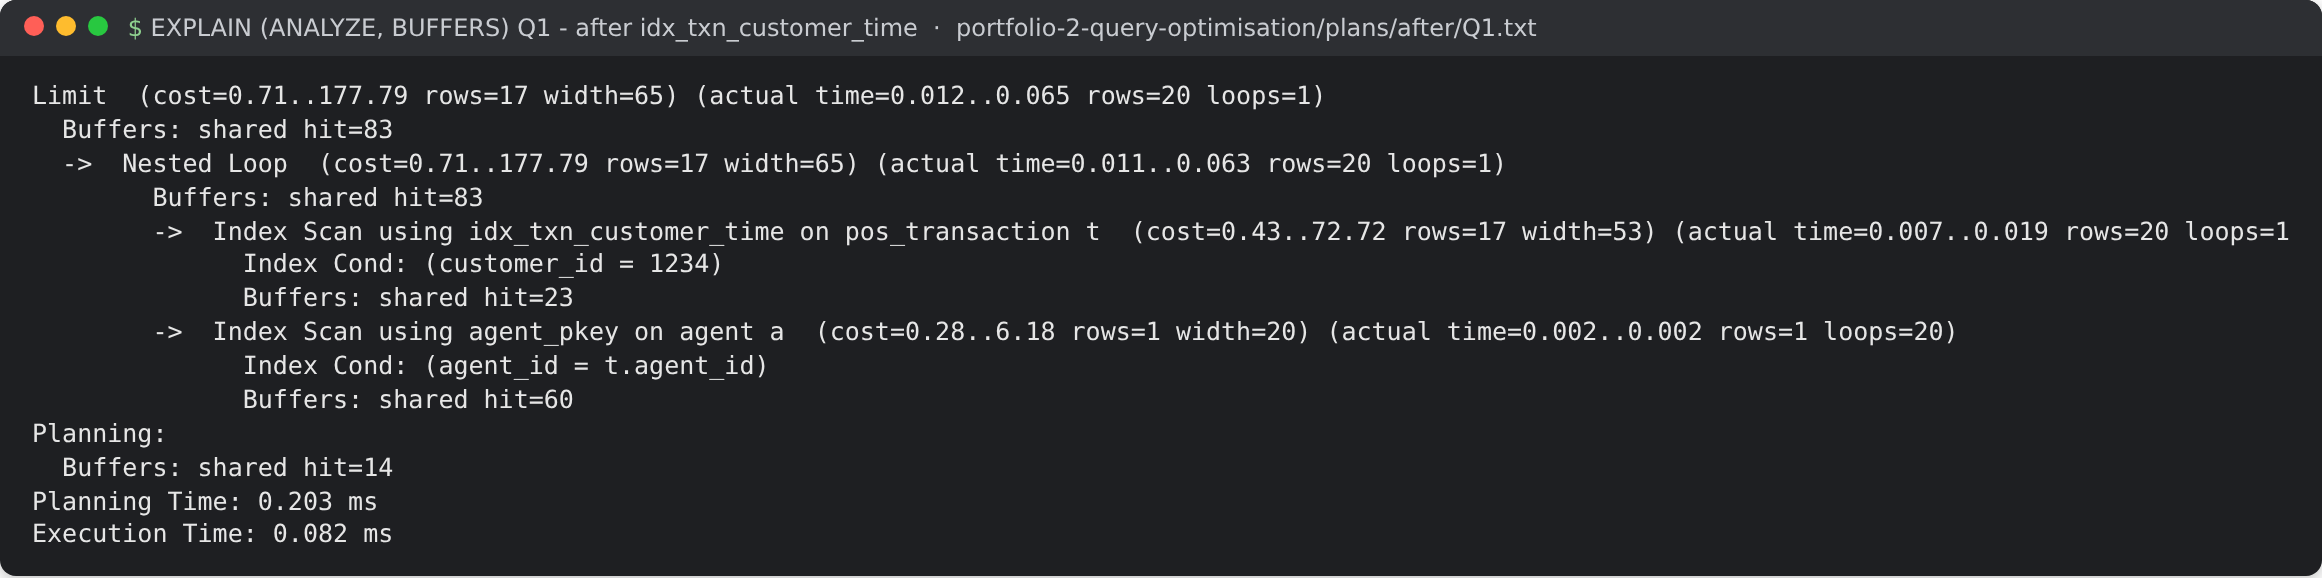 $ EXPLAIN (ANALYZE, BUFFERS) Q1 - after idx_txn_customer_time · portfolio-2-query-optimisation/plans/after/Q1.txt
Limit  (cost=0.71..177.79 rows=17 width=65) (actual time=0.012..0.065 rows=20 loops=1)
  Buffers: shared hit=83
  ->  Nested Loop  (cost=0.71..177.79 rows=17 width=65) (actual time=0.011..0.063 rows=20 loops=1)
        Buffers: shared hit=83
        ->  Index Scan using idx_txn_customer_time on pos_transaction t  (cost=0.43..72.72 rows=17 width=53) (actual time=0.007..0.019 rows=20 loops=1
              Index Cond: (customer_id = 1234)
              Buffers: shared hit=23
        ->  Index Scan using agent_pkey on agent a  (cost=0.28..6.18 rows=1 width=20) (actual time=0.002..0.002 rows=1 loops=20)
              Index Cond: (agent_id = t.agent_id)
              Buffers: shared hit=60
Planning:
  Buffers: shared hit=14
Planning Time: 0.203 ms
Execution Time: 0.082 ms